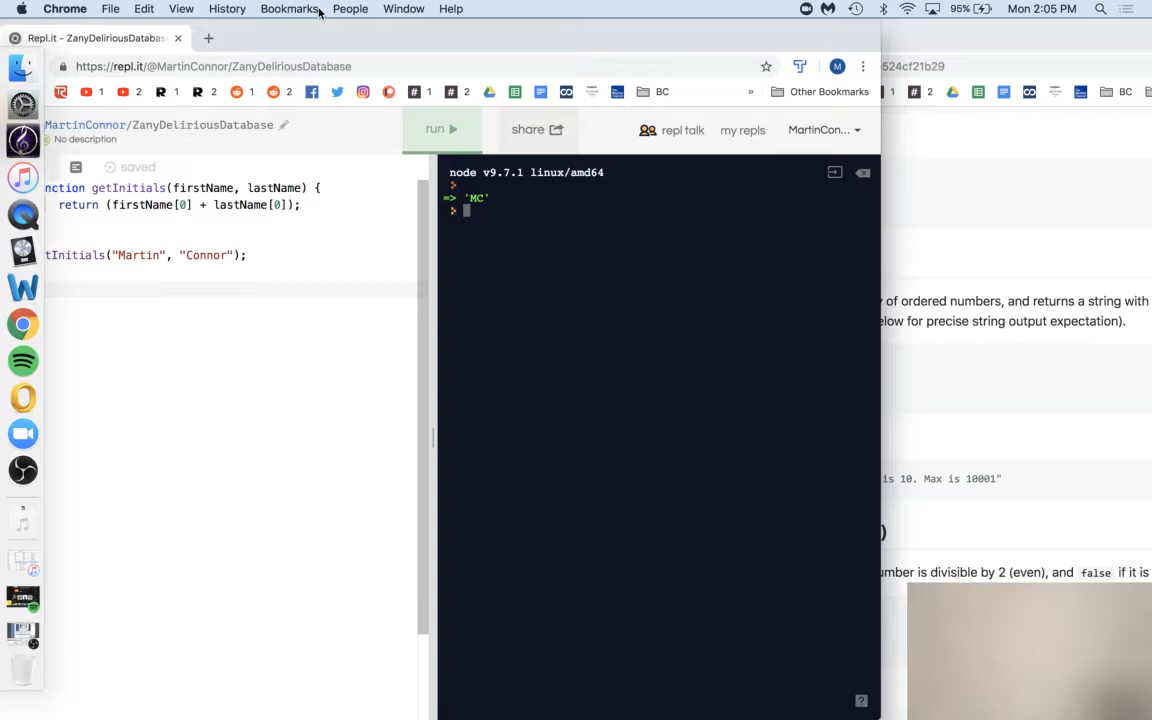 Chrome File Edit View History Bookmarks People Window Help 95% Mon 2:05 PM
Repl.it - ZanyDeliriousDatabas
https://repl.it/@MartinConnor/ZanyDeliriousDatabase
524cf21b29
1 2 R 1 R 2 1 2 # 1 # 2 BC » Other Bookmarks
1 # 2 BC
MartinConnor/ZanyDeliriousDatabase
No description
run
share
repl talk
my repls
MartinCon...
saved
nction getInitials(firstName, lastName) {
return (firstName[0] + lastName[0]);
tInitials("Martin", "Connor");
node v9.7.1 linux/amd64
=> 'MC'
y of ordered numbers, and returns a string with
elow for precise string output expectation).
is 10. Max is 10001"
)
umber is divisible by 2 (even), and false if it is
?